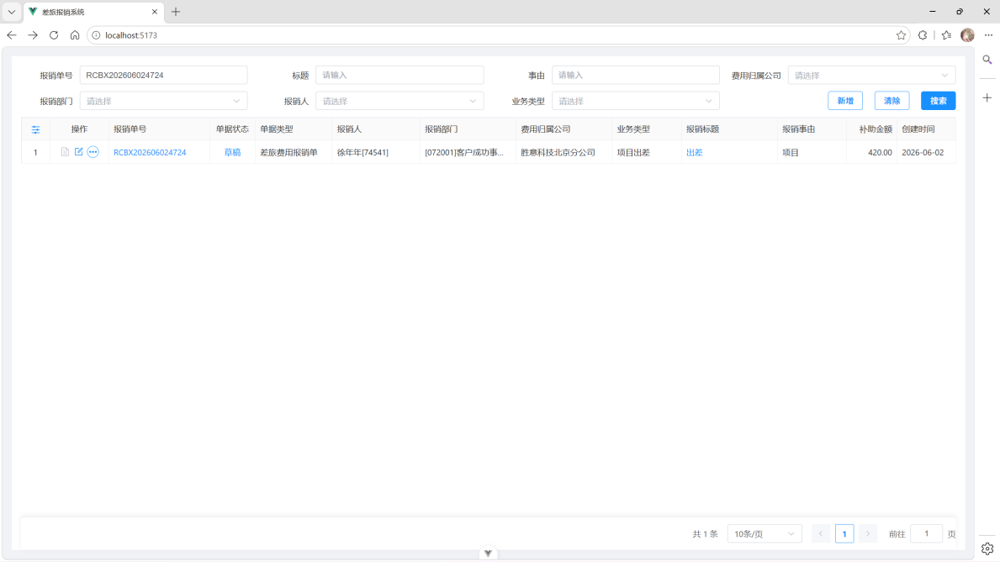 差旅报销系统
localhost:5173
报销单号 RCBX202606024724 标题 请输入 事由 请输入 费用归属公司 请选择
报销部门 请选择 报销人 请选择 业务类型 请选择 新增 清除 搜索
操作 报销单号 单据状态 单据类型 报销人 报销部门 费用归属公司 业务类型 报销标题 报销事由 补助金额 创建时间
1 RCBX202606024724 草稿 差旅费用报销单 徐年年[74541] [072001]客户成功事... 胜意科技北京分公司 项目出差 出差 项目 420.00 2026-06-02
共 1 条 10条/页 1 前往 1 页